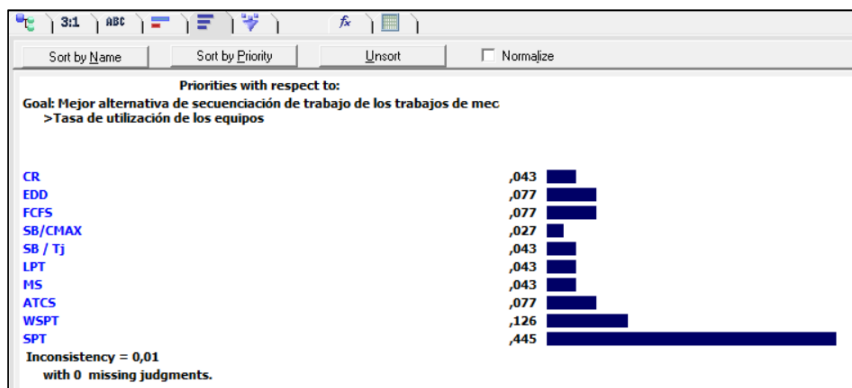 3:1 ABC fx
Sort by Name Sort by Priority Unsort Normalize
Priorities with respect to:
Goal: Mejor alternativa de secuenciación de trabajo de los trabajos de mec
>Tasa de utilización de los equipos
CR ,043
EDD ,077
FCFS ,077
SB/CMAX ,027
SB / Tj ,043
LPT ,043
MS ,043
ATCS ,077
WSPT ,126
SPT ,445
Inconsistency = 0,01
with 0 missing judgments.